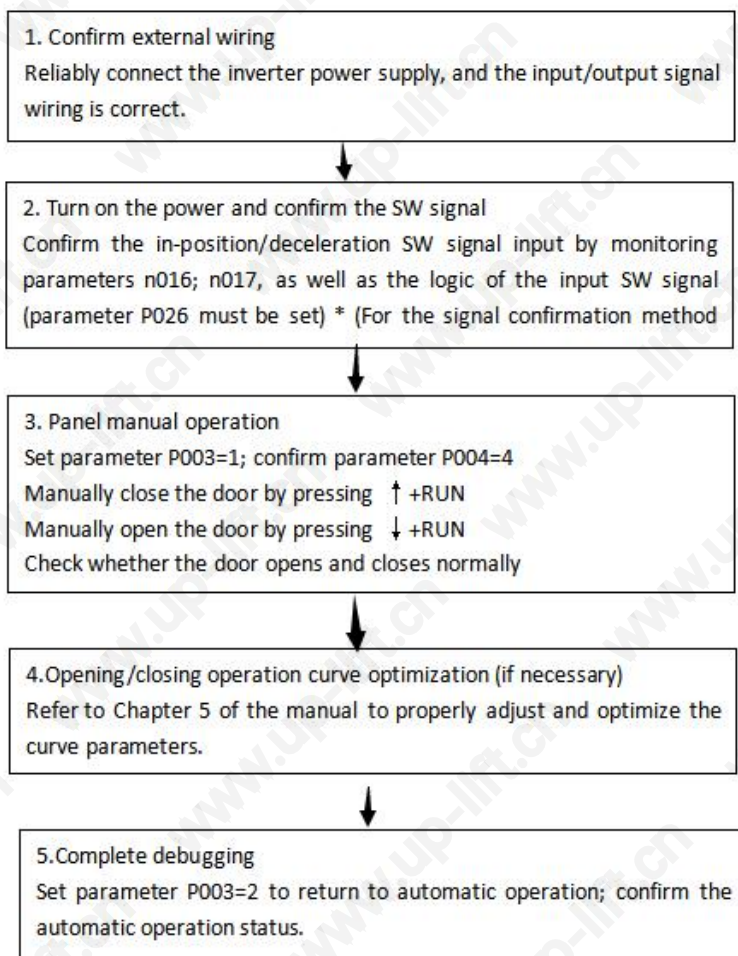 1. Confirm external wiring
Reliably connect the inverter power supply, and the input/output signal
wiring is correct.
2. Turn on the power and confirm the SW signal
Confirm the in-position/deceleration SW signal input by monitoring
parameters n016; n017, as well as the logic of the input SW signal
(parameter P026 must be set) * (For the signal confirmation method
3. Panel manual operation
Set parameter P003=1; confirm parameter P004=4
Manually close the door by pressing ↑ +RUN
Manually open the door by pressing ↓ +RUN
Check whether the door opens and closes normally
4.Opening/closing operation curve optimization (if necessary)
Refer to Chapter 5 of the manual to properly adjust and optimize the
curve parameters.
5.Complete debugging
Set parameter P003=2 to return to automatic operation; confirm the
automatic operation status.
www.up-lift.cn